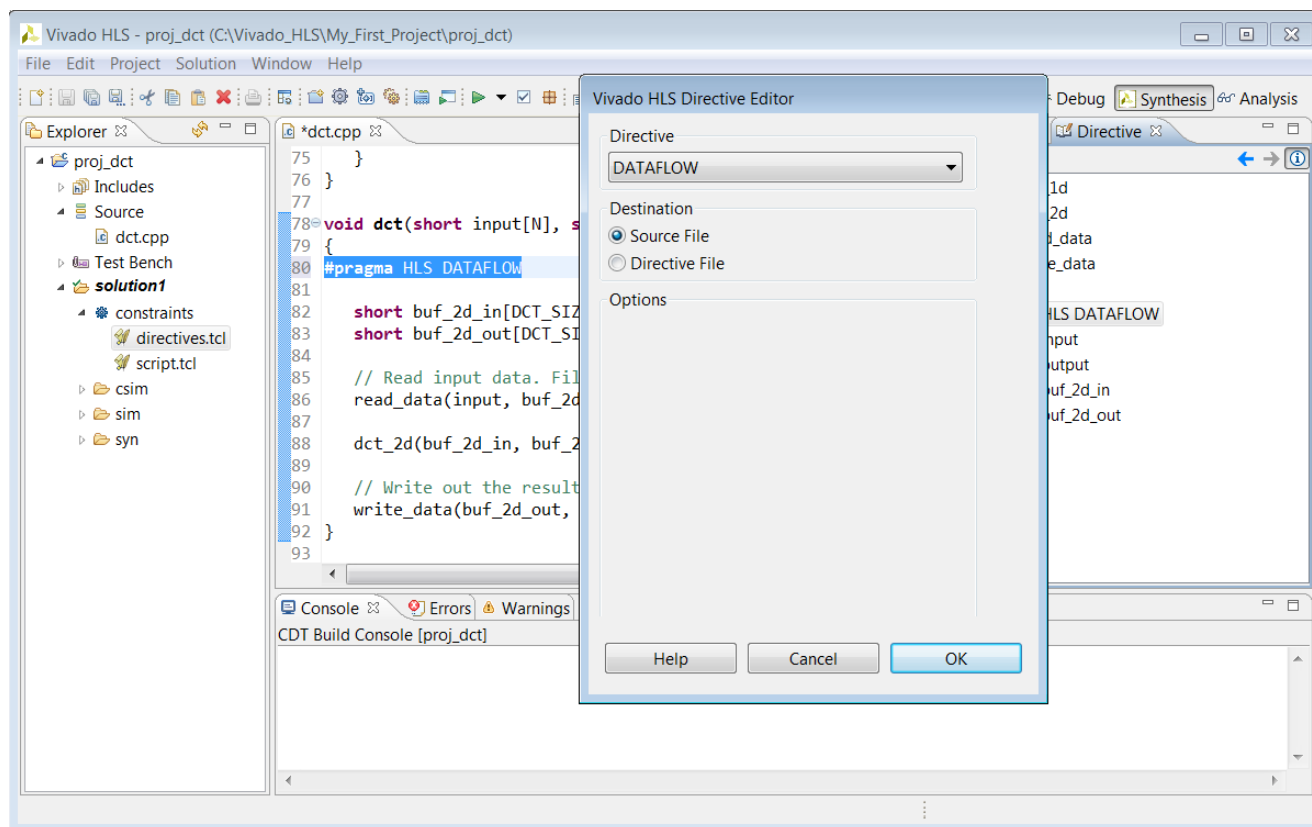 Vivado HLS - proj_dct (C:\Vivado_HLS\My_First_Project\proj_dct)
File Edit Project Solution Window Help
Debug Synthesis Analysis
Explorer
proj_dct
Includes
Source
dct.cpp
Test Bench
solution1
constraints
directives.tcl
script.tcl
csim
sim
syn
*dct.cpp
75 }
76 }
77
78 void dct(short input[N], s
79 {
80 #pragma HLS DATAFLOW
81
82 short buf_2d_in[DCT_SIZ
83 short buf_2d_out[DCT_SI
84
85 // Read input data. Fil
86 read_data(input, buf_2d
87
88 dct_2d(buf_2d_in, buf_2
89
90 // Write out the result
91 write_data(buf_2d_out,
92 }
93
Vivado HLS Directive Editor
Directive
DATAFLOW
Destination
Source File
Directive File
Options
Help Cancel OK
Directive
_1d
_2d
d_data
e_data
HLS DATAFLOW
nput
utput
uf_2d_in
uf_2d_out
Console Errors Warnings
CDT Build Console [proj_dct]